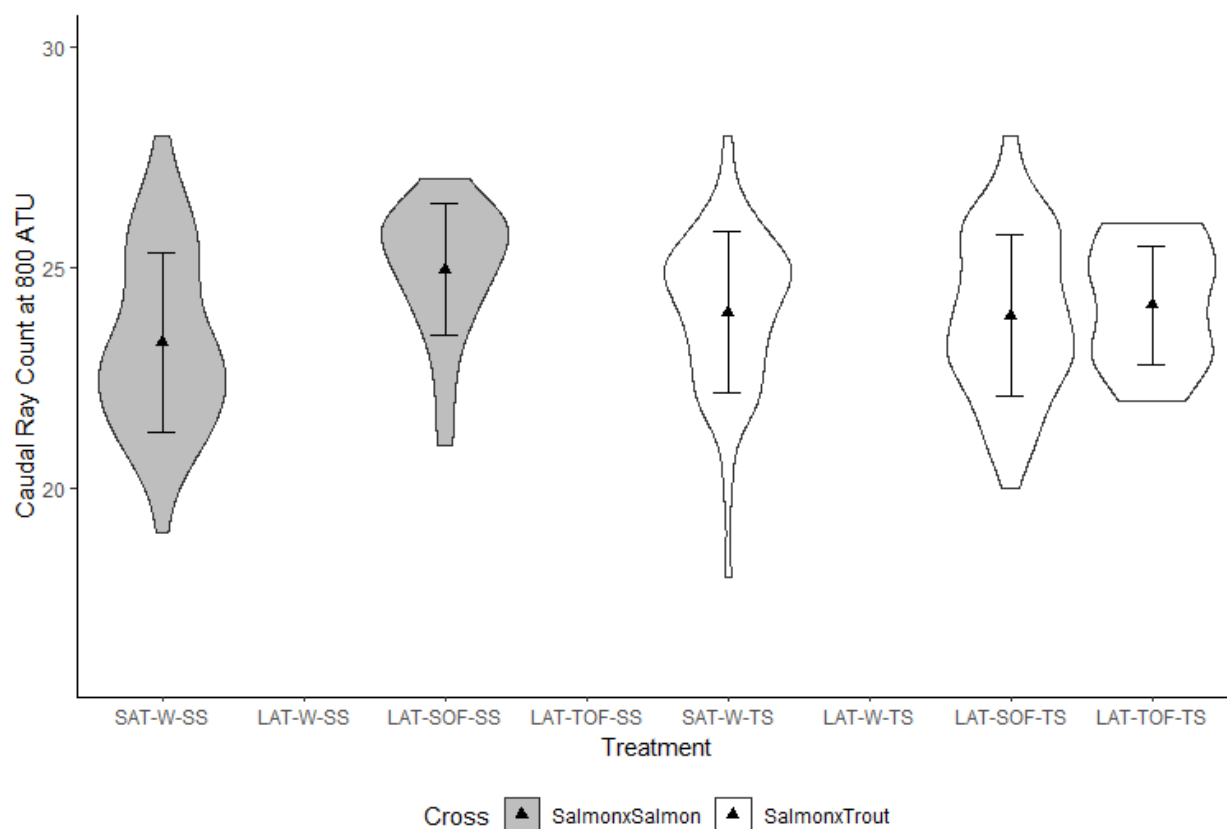 30
25
20
Caudal Ray Count at 800 ATU
SAT-W-SS LAT-W-SS LAT-SOF-SS LAT-TOF-SS SAT-W-TS LAT-W-TS LAT-SOF-TS LAT-TOF-TS
Treatment
Cross SalmonxSalmon SalmonxTrout